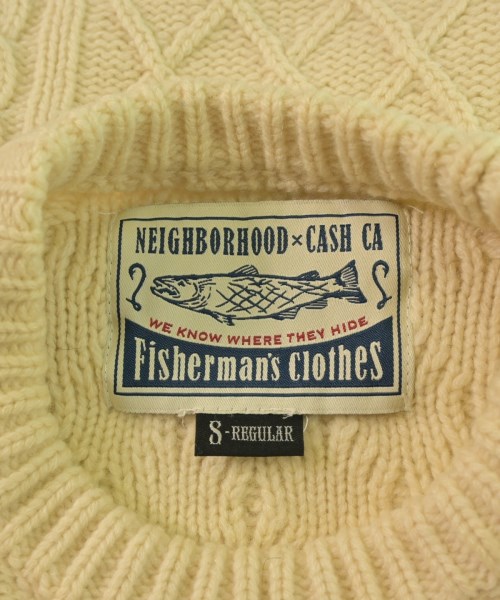 NEIGHBORHOOD × CASH CA
WE KNOW WHERE THEY HIDE
Fisherman's Clothes
S-REGULAR